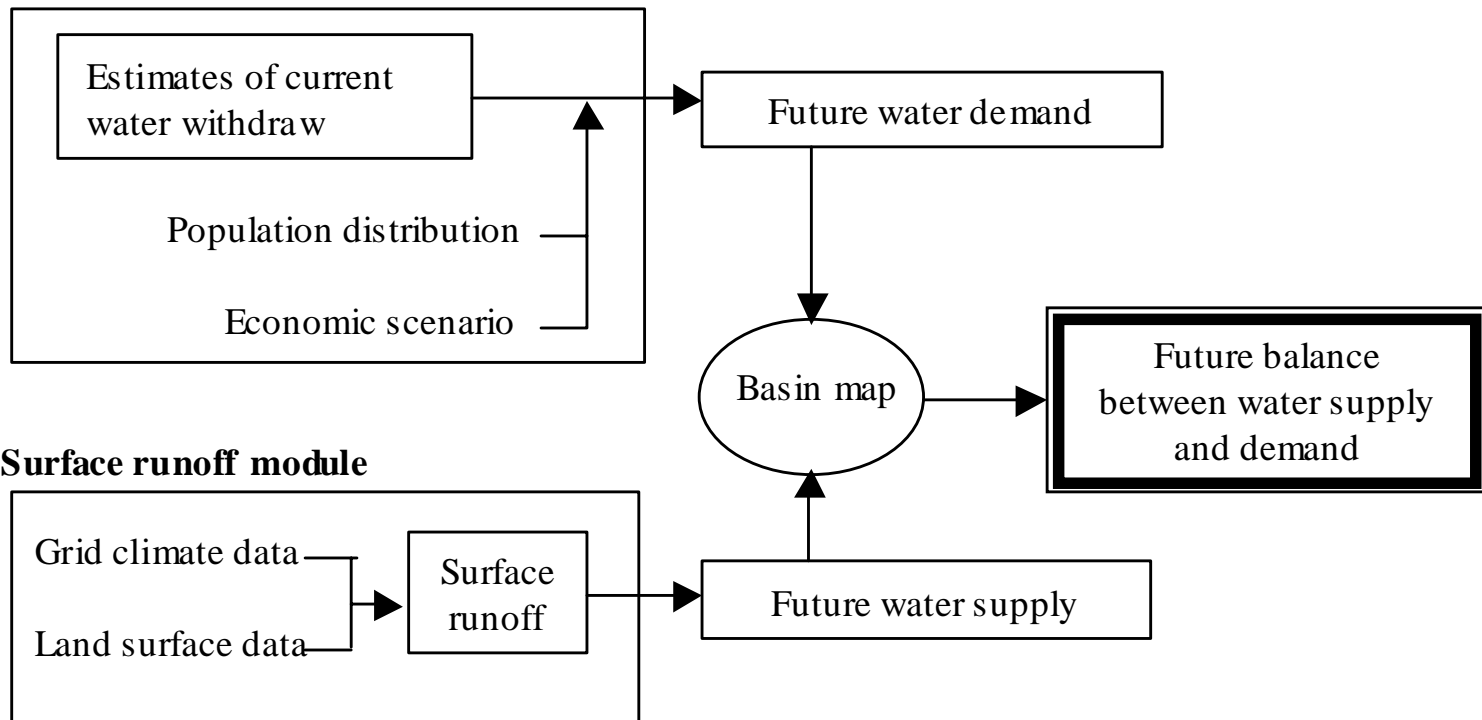 Estimates of current
water withdraw
Future water demand
Population distribution
Economic scenario
Basin map
Future balance
between water supply
and demand
Surface runoff module
Grid climate data
Surface
runoff
Land surface data
Future water supply